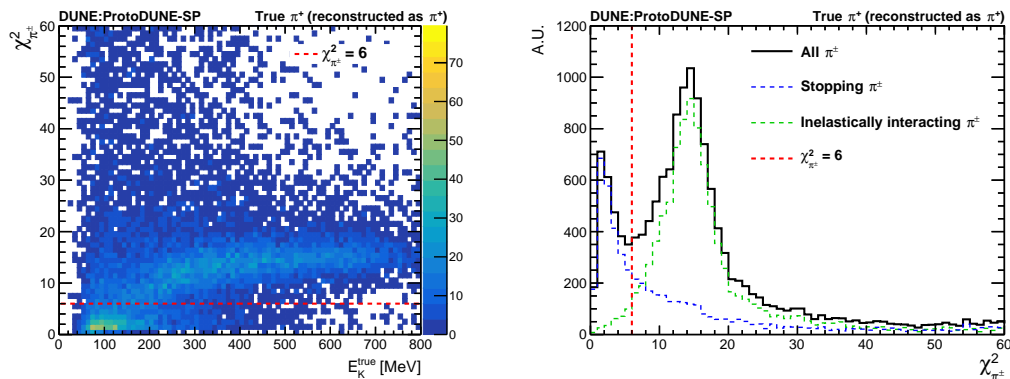 DUNE:ProtoDUNE-SP True π⁺ (reconstructed as π⁺)
χ²π±
60
50
40
30
20
10
0
χ²π± = 6
70
60
50
40
30
20
10
0
0 100 200 300 400 500 600 700 800
E_K^true [MeV]
DUNE:ProtoDUNE-SP True π⁺ (reconstructed as π⁺)
A.U.
1200
1000
800
600
400
200
0
All π±
Stopping π±
Inelastically interacting π±
χ²π± = 6
0 10 20 30 40 50 60
χ²π±